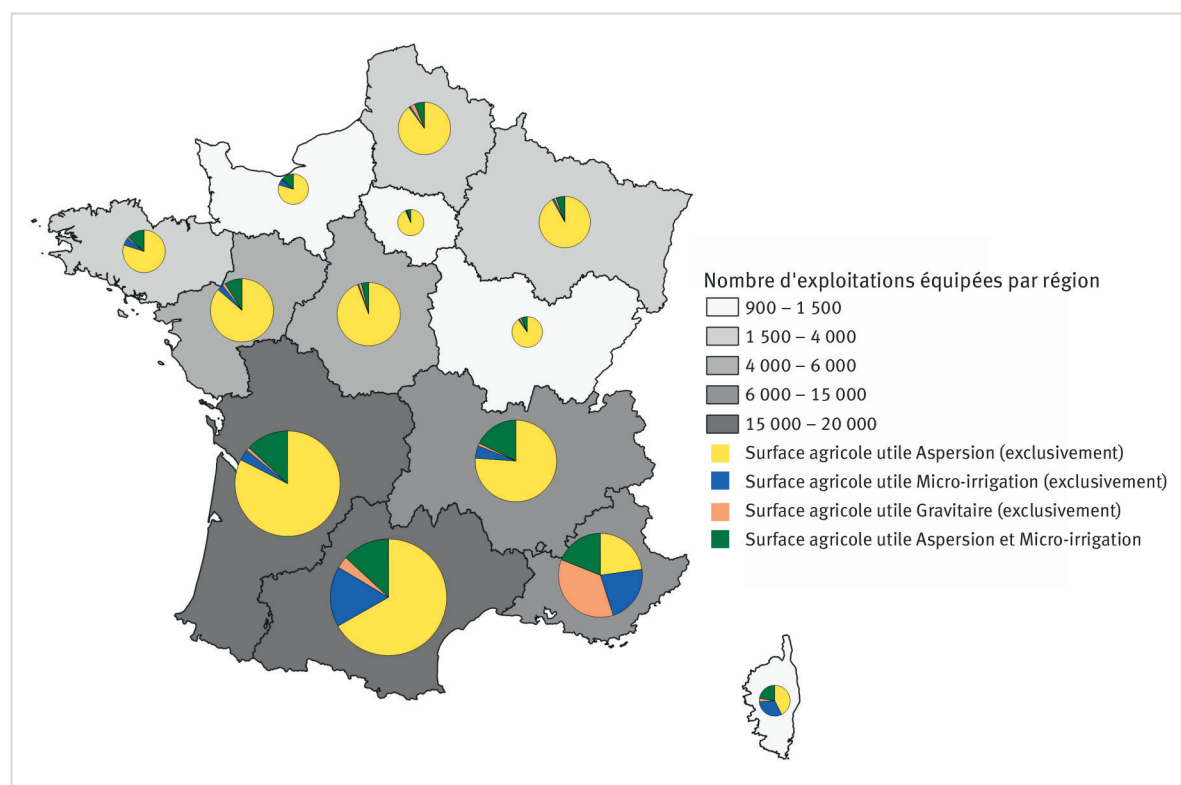 Nombre d'exploitations équipées par région
900 – 1 500
1 500 – 4 000
4 000 – 6 000
6 000 – 15 000
15 000 – 20 000
Surface agricole utile Aspersion (exclusivement)
Surface agricole utile Micro-irrigation (exclusivement)
Surface agricole utile Gravitaire (exclusivement)
Surface agricole utile Aspersion et Micro-irrigation